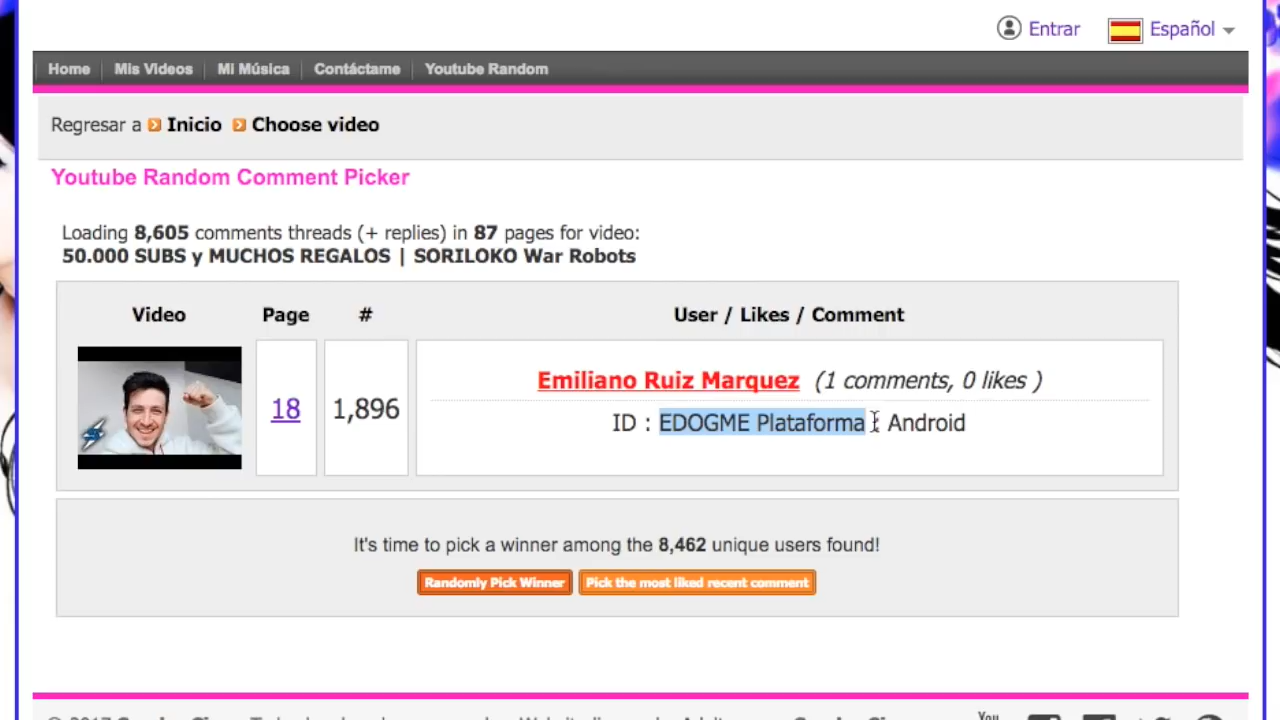 Entrar
Español
Home
Mis Videos
Mi Música
Contáctame
Youtube Random
Regresar a Inicio Choose video
Youtube Random Comment Picker
Loading 8,605 comments threads (+ replies) in 87 pages for video:
50.000 SUBS y MUCHOS REGALOS | SORILOKO War Robots
Video
Page
#
User / Likes / Comment
18
1,896
Emiliano Ruiz Marquez (1 comments, 0 likes )
ID : EDOGME Plataforma : Android
It's time to pick a winner among the 8,462 unique users found!
Randomly Pick Winner
Pick the most liked recent comment
You